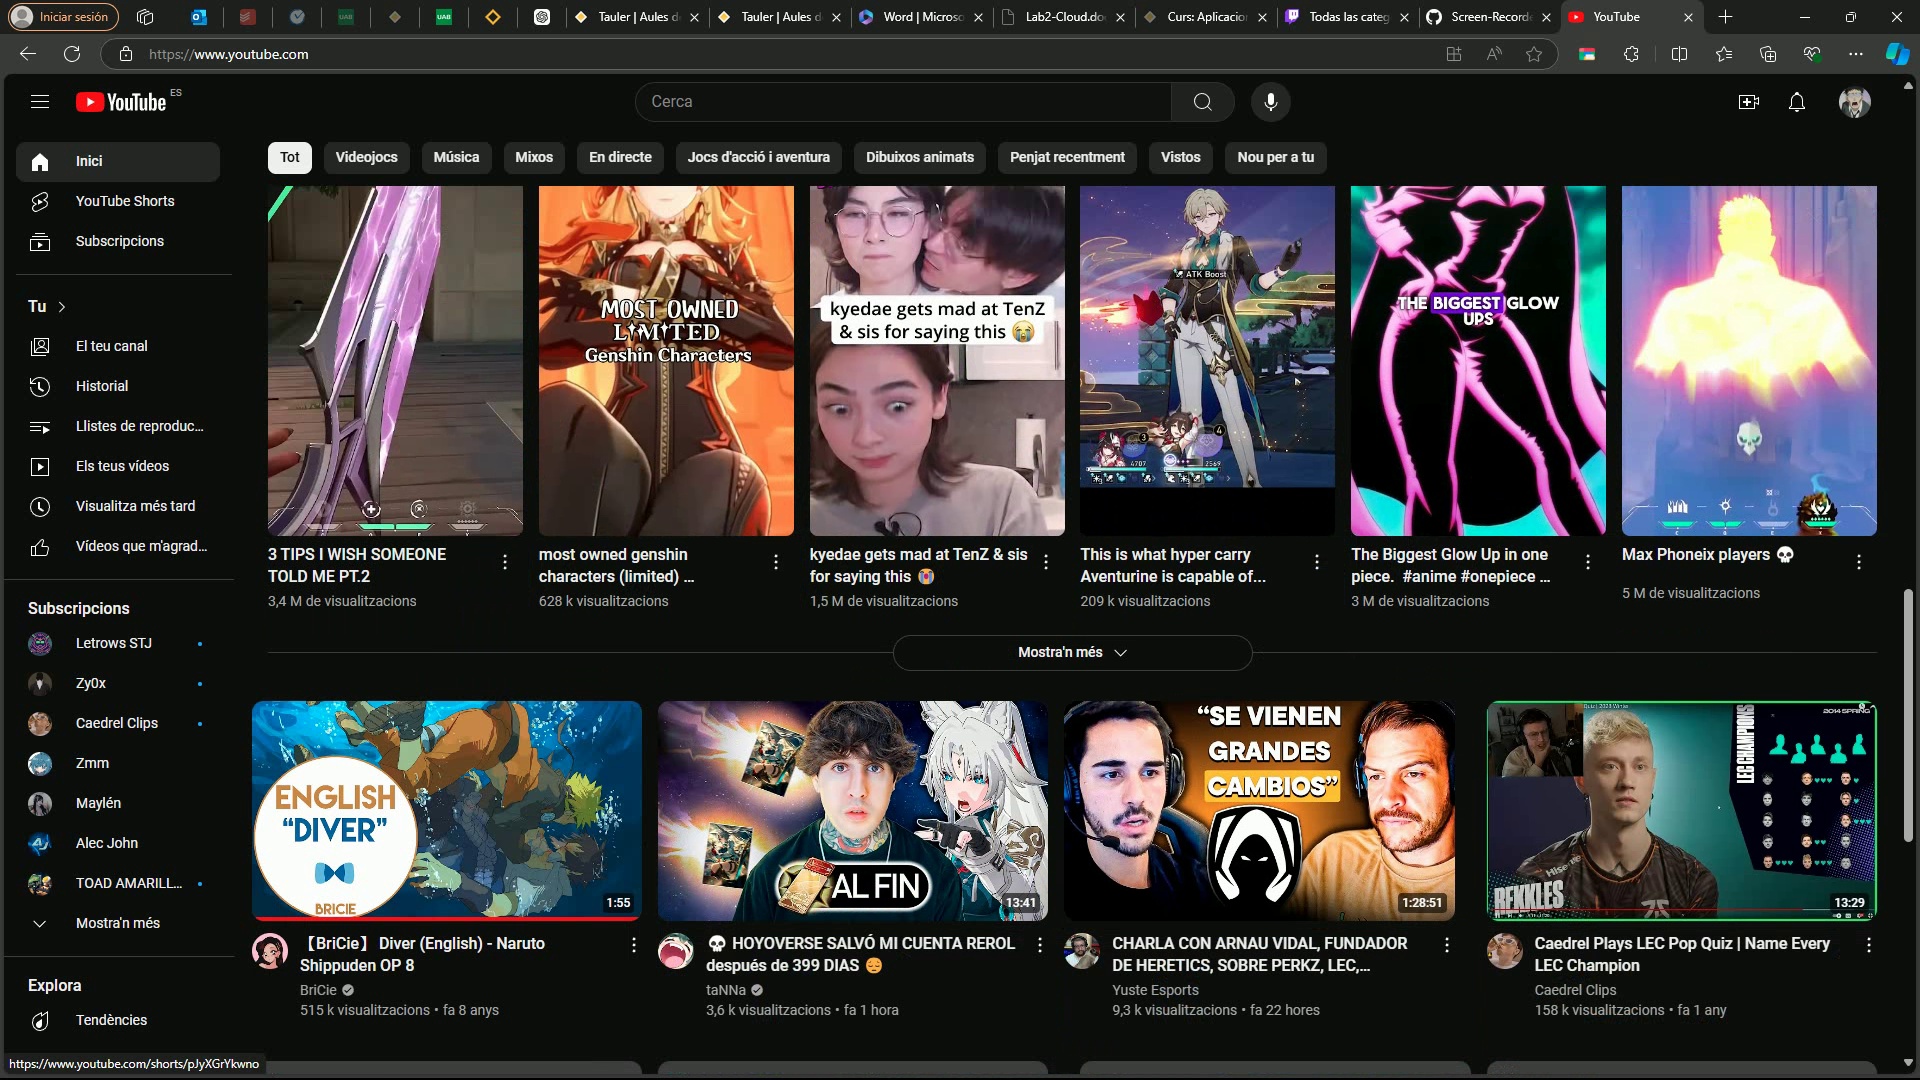 Iniciar sesión
Tauler | Aules d
Tauler | Aules d
Word | Micros
Lab2-Cloud.do
Curs: Aplicacio
Todas las categ
Screen-Record
YouTube
https://www.youtube.com
YouTube ES
Cerca
Inici
YouTube Shorts
Subscripcions
Tu
El teu canal
Historial
Llistes de reproduc...
Els teus vídeos
Visualitza més tard
Vídeos que m'agrad...
Subscripcions
Letrows STJ
Zy0x
Caedrel Clips
Zmm
Maylén
Alec John
TOAD AMARILL...
Mostra'n més
Explora
Tendències
https://www.youtube.com/shorts/pJyXGrYkwno
Tot
Videojocs
Música
Mixos
En directe
Jocs d'acció i aventura
Dibuixos animats
Penjat recentment
Vistos
Nou per a tu
MOST OWNED
LIMITED
Genshin Characters
kyedae gets mad at TenZ
& sis for saying this 😭
ATK Boost
3
4
4707
2569
THE BIGGEST GLOW
UPS
3 TIPS I WISH SOMEONE
TOLD ME PT.2
3,4 M de visualitzacions
most owned genshin
characters (limited) ...
628 k visualitzacions
kyedae gets mad at TenZ & sis
for saying this 😭
1,5 M de visualitzacions
This is what hyper carry
Aventurine is capable of...
209 k visualitzacions
The Biggest Glow Up in one
piece. #anime #onepiece ...
3 M de visualitzacions
Max Phoneix players 💀
5 M de visualitzacions
Mostra'n més
ENGLISH
"DIVER"
BRICIE
1:55
AL FIN
13:41
"SE VIENEN
GRANDES
CAMBIOS"
1:28:51
2014 SPRING
LEC CHAMPIONS
REKKLES
13:29
【BriCie】 Diver (English) - Naruto
Shippuden OP 8
BriCie
515 k visualitzacions • fa 8 anys
💀 HOYOVERSE SALVÓ MI CUENTA REROL
después de 399 DIAS 😔
taNNa
3,6 k visualitzacions • fa 1 hora
CHARLA CON ARNAU VIDAL, FUNDADOR
DE HERETICS, SOBRE PERKZ, LEC,...
Yuste Esports
9,3 k visualitzacions • fa 22 hores
Caedrel Plays LEC Pop Quiz | Name Every
LEC Champion
Caedrel Clips
158 k visualitzacions • fa 1 any